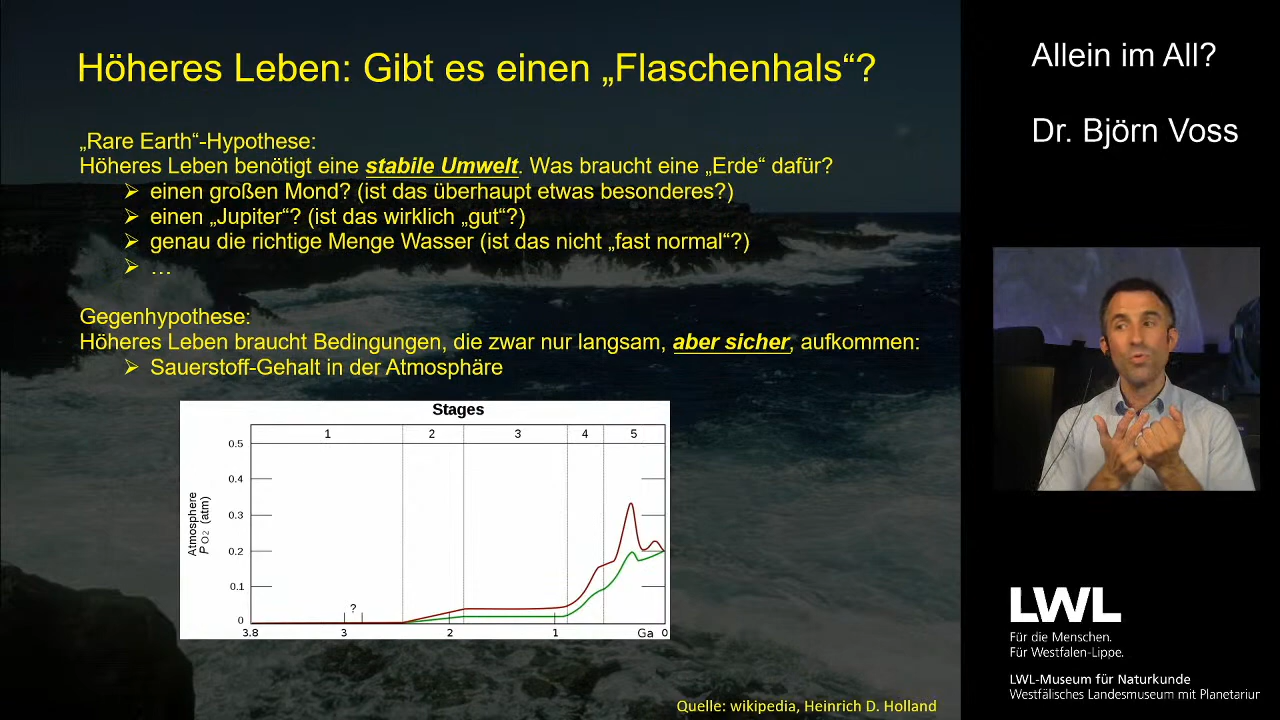 Höheres Leben: Gibt es einen „Flaschenhals“?
„Rare Earth“-Hypothese:
Höheres Leben benötigt eine stabile Umwelt. Was braucht eine „Erde“ dafür?
➢ einen großen Mond? (ist das überhaupt etwas besonderes?)
➢ einen „Jupiter“? (ist das wirklich „gut“?)
➢ genau die richtige Menge Wasser (ist das nicht „fast normal“?)
➢ …
Gegenhypothese:
Höheres Leben braucht Bedingungen, die zwar nur langsam, aber sicher, aufkommen:
➢ Sauerstoff-Gehalt in der Atmosphäre
Stages
1 2 3 4 5
0.5
0.4
0.3
0.2
0.1
0
Atmosphere
P O2 (atm)
?
3.8 3 2 1 Ga 0
Quelle: wikipedia, Heinrich D. Holland
Allein im All?
Dr. Björn Voss
LWL
Für die Menschen.
Für Westfalen-Lippe.
LWL-Museum für Naturkunde
Westfälisches Landesmuseum mit Planetarium